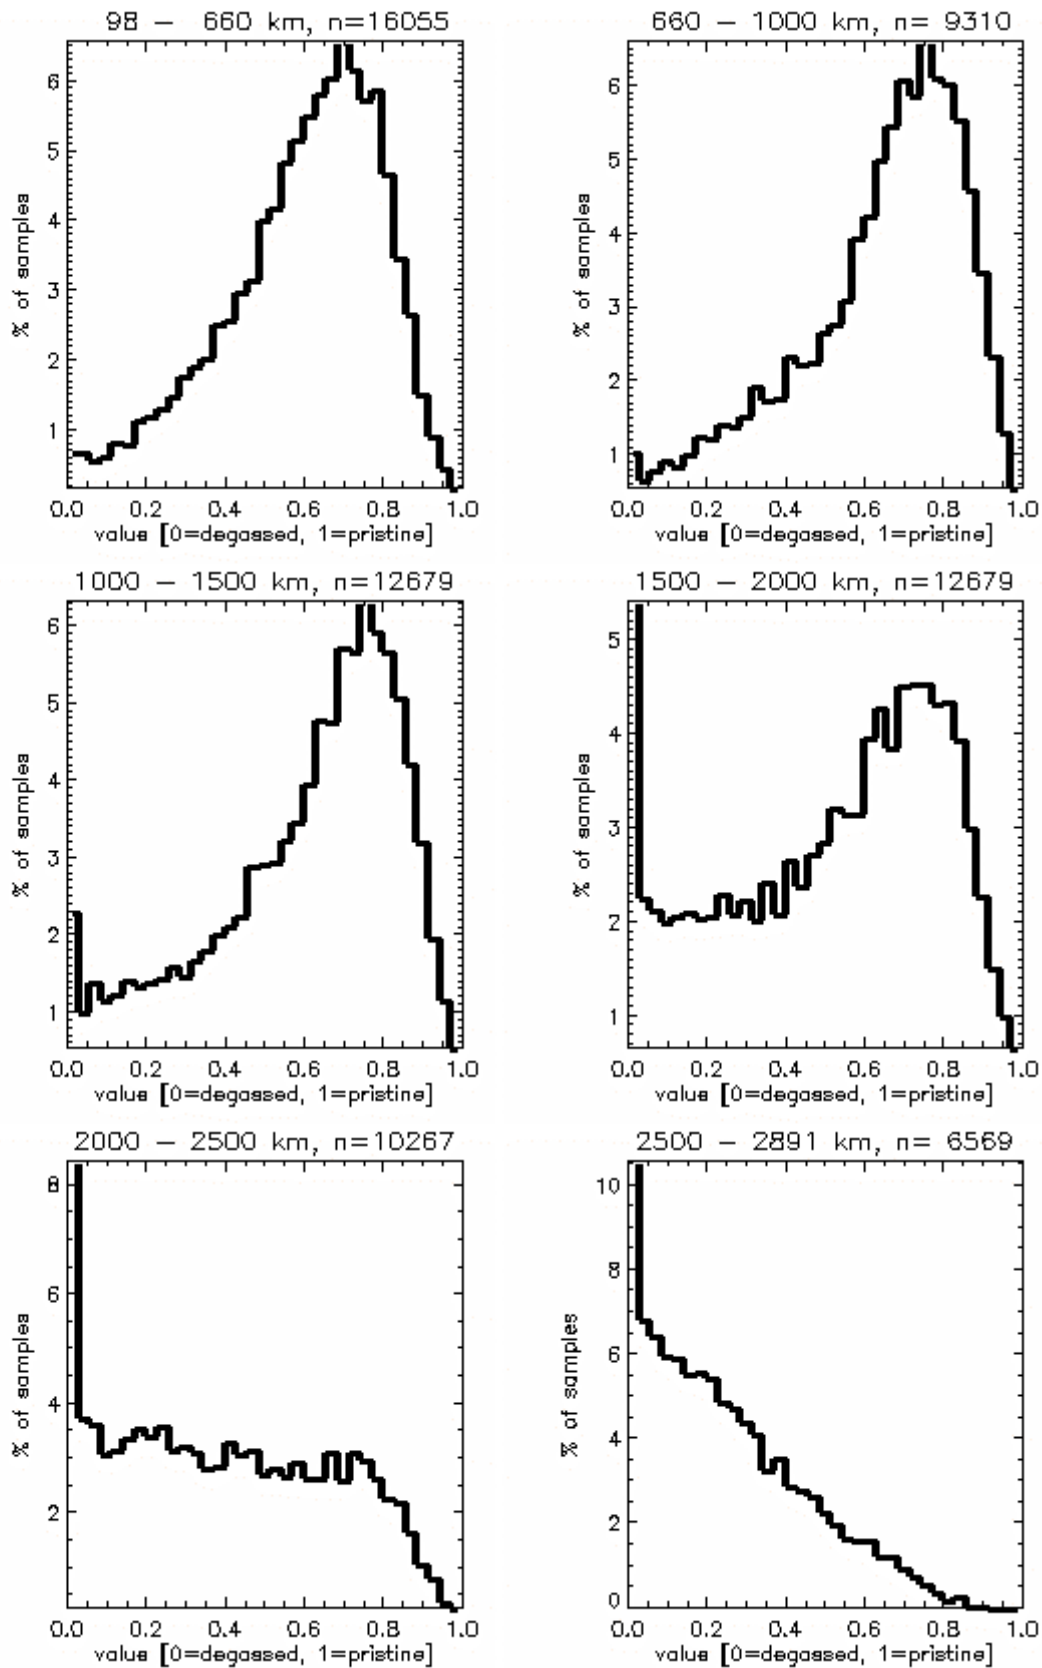 98 – 660 km, n=16055
% of samples
6
5
4
3
2
1
0.0 0.2 0.4 0.6 0.8 1.0
value [0=degassed, 1=pristine]
660 – 1000 km, n= 9310
% of samples
6
5
4
3
2
1
0.0 0.2 0.4 0.6 0.8 1.0
value [0=degassed, 1=pristine]
1000 – 1500 km, n=12679
% of samples
6
5
4
3
2
1
0.0 0.2 0.4 0.6 0.8 1.0
value [0=degassed, 1=pristine]
1500 – 2000 km, n=12679
% of samples
5
4
3
2
1
0.0 0.2 0.4 0.6 0.8 1.0
value [0=degassed, 1=pristine]
2000 – 2500 km, n=10267
% of samples
8
6
4
2
0.0 0.2 0.4 0.6 0.8 1.0
value [0=degassed, 1=pristine]
2500 – 2891 km, n= 6569
% of samples
10
8
6
4
2
0
0.0 0.2 0.4 0.6 0.8 1.0
value [0=degassed, 1=pristine]